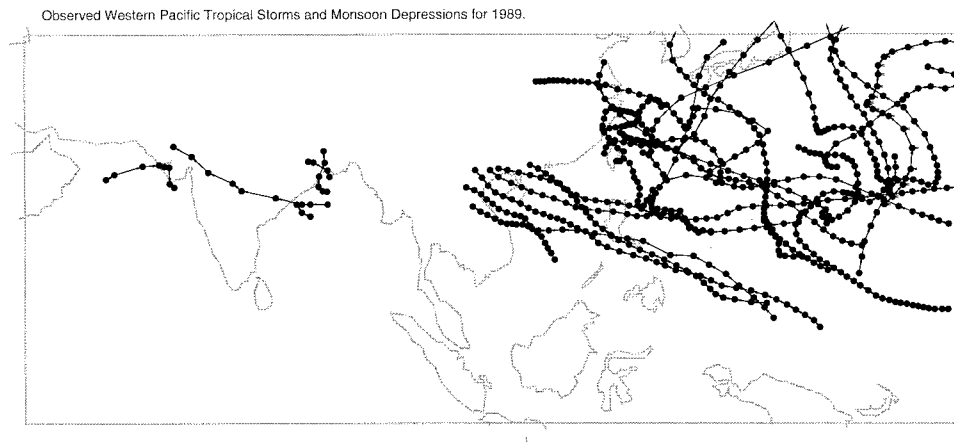 Observed Western Pacific Tropical Storms and Monsoon Depressions for 1989.